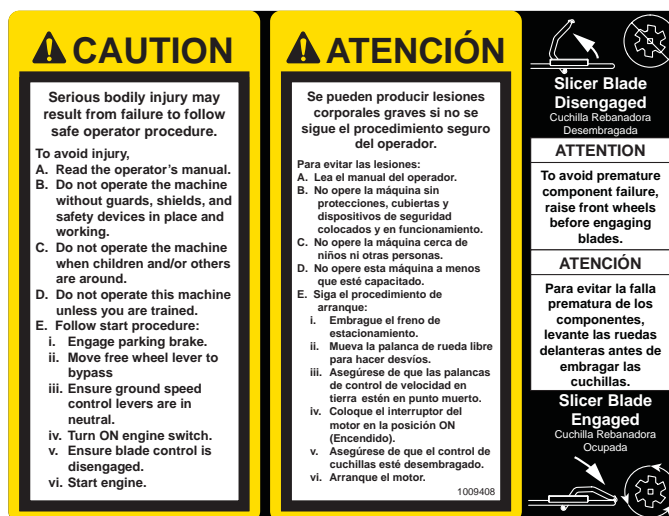 CAUTION
Serious bodily injury may
result from failure to follow
safe operator procedure.
To avoid injury,
A. Read the operator's manual.
B. Do not operate the machine
without guards, shields, and
safety devices in place and
working.
C. Do not operate the machine
when children and/or others
are around.
D. Do not operate this machine
unless you are trained.
E. Follow start procedure:
i. Engage parking brake.
ii. Move free wheel lever to
bypass
iii. Ensure ground speed
control levers are in
neutral.
iv. Turn ON engine switch.
v. Ensure blade control is
disengaged.
vi. Start engine.
ATENCIÓN
Se pueden producir lesiones
corporales graves si no se
sigue el procedimiento seguro
del operador.
Para evitar las lesiones:
A. Lea el manual del operador.
B. No opere la máquina sin
protecciones, cubiertas y
dispositivos de seguridad
colocados y en funcionamiento.
C. No opere la máquina cerca de
niños ni otras personas.
D. No opere esta máquina a menos
que esté capacitado.
E. Siga el procedimiento de
arranque:
i. Embrague el freno de
estacionamiento.
ii. Mueva la palanca de rueda libre
para hacer desvíos.
iii. Asegúrese de que las palancas
de control de velocidad en
tierra estén en punto muerto.
iv. Coloque el interruptor del
motor en la posición ON
(Encendido).
v. Asegúrese de que el control de
cuchillas esté desembragado.
vi. Arranque el motor.
1009408
Slicer Blade
Disengaged
Cuchilla Rebanadora
Desembragada
ATTENTION
To avoid premature
component failure,
raise front wheels
before engaging
blades.
ATENCIÓN
Para evitar la falla
prematura de los
componentes,
levante las ruedas
delanteras antes de
embragar las
cuchillas.
Slicer Blade
Engaged
Cuchilla Rebanadora
Ocupada